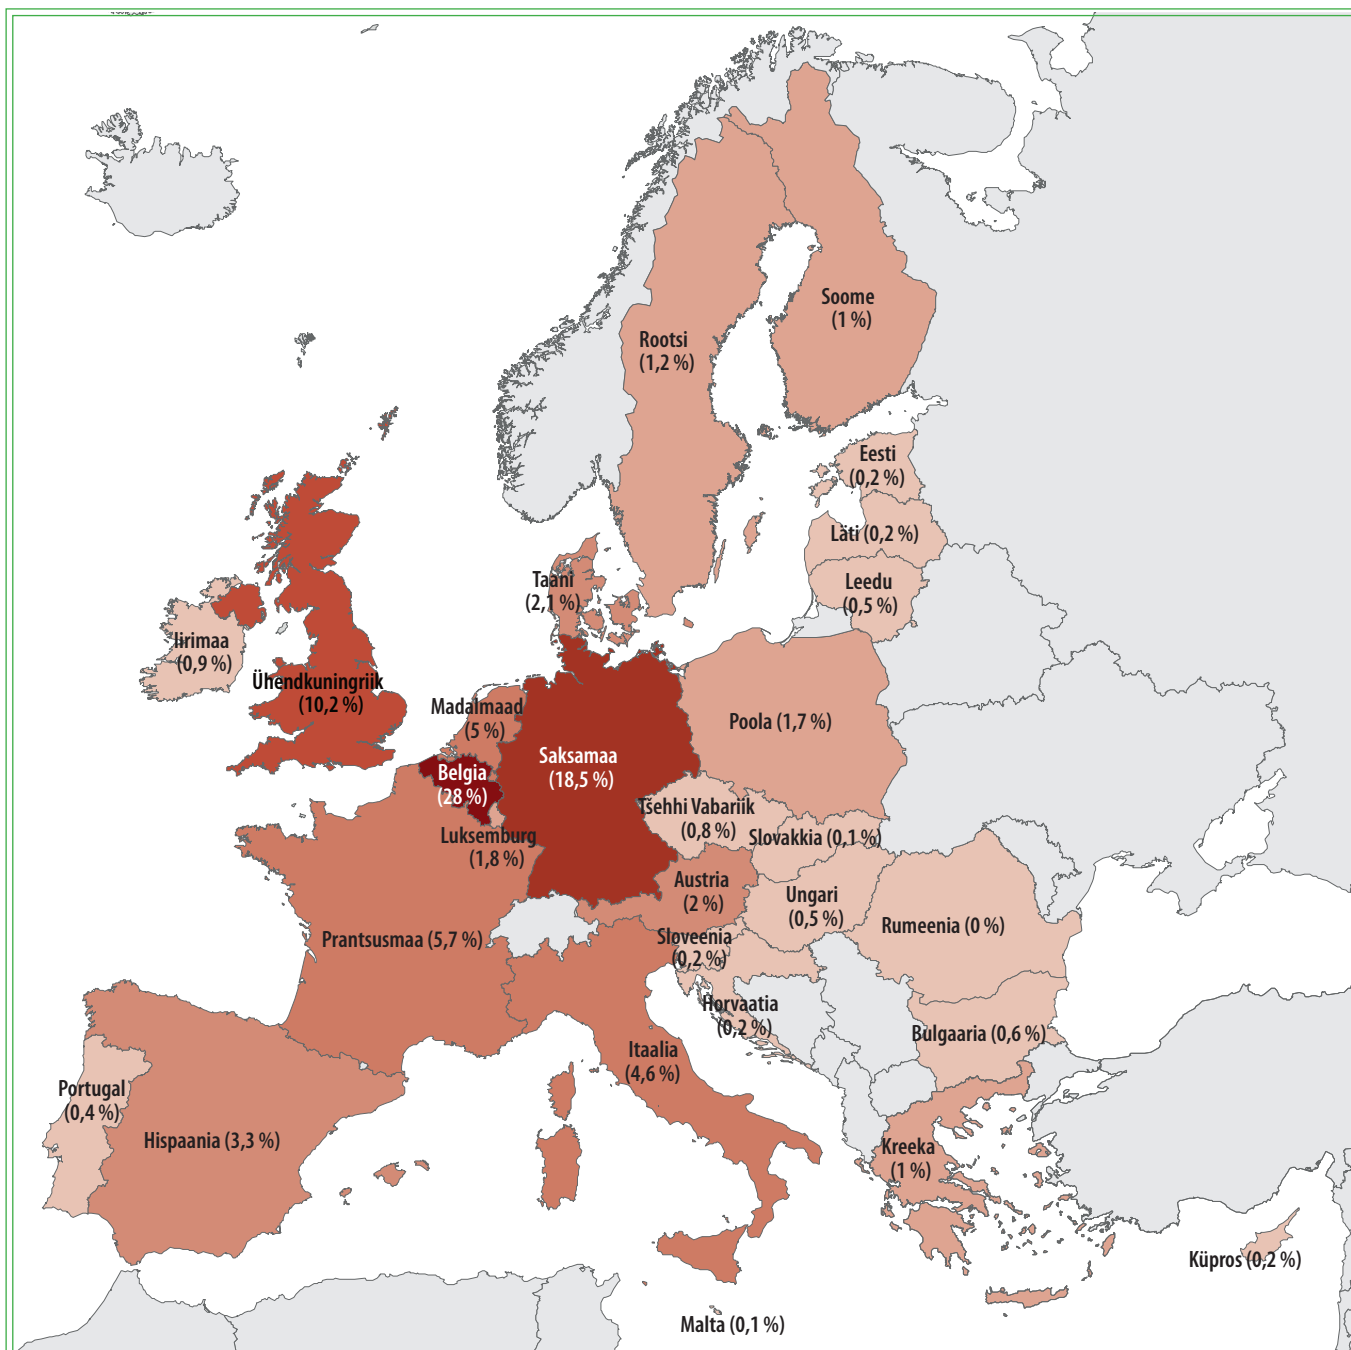 Soome
(1 %)
Rootsi
(1,2 %)
Eesti
(0,2 %)
Läti (0,2 %)
Leedu
(0,5 %)
Taani
(2,1 %)
Iirimaa
(0,9 %)
Ühendkuningriik
(10,2 %)
Madalmaad
(5 %)
Poola (1,7 %)
Saksamaa
(18,5 %)
Belgia
(28 %)
Tšehhi Vabariik
(0,8 %)
Luksemburg
(1,8 %)
Slovakkia (0,1 %)
Austria
(2 %)
Ungari
(0,5 %)
Rumeenia (0 %)
Prantsusmaa (5,7 %)
Sloveenia
(0,2 %)
Horvaatia
(0,2 %)
Bulgaaria (0,6 %)
Itaalia
(4,6 %)
Portugal
(0,4 %)
Hispaania (3,3 %)
Kreeka
(1 %)
Küpros (0,2 %)
Malta (0,1 %)